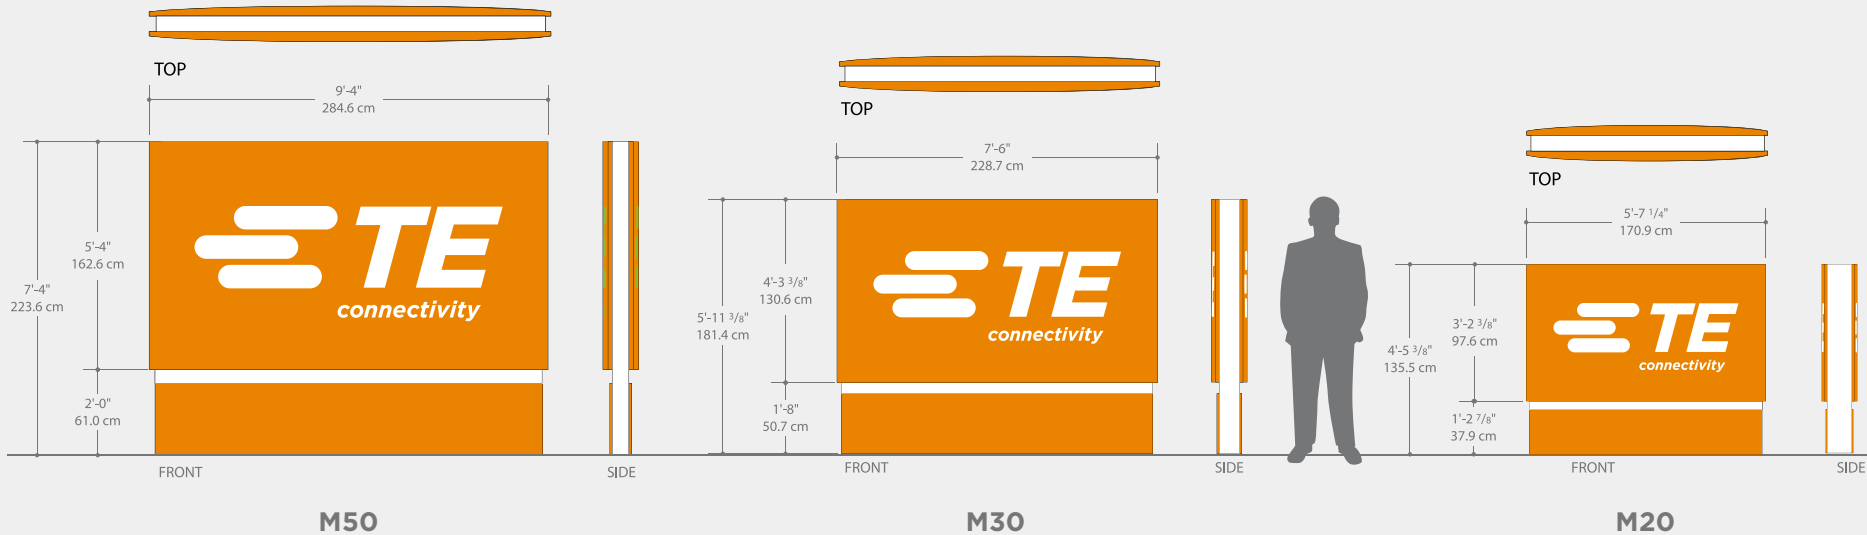 TOP
9'-4"
284.6 cm
5'-4"
162.6 cm
7'-4"
223.6 cm
2'-0"
61.0 cm
TE
connectivity
FRONT
SIDE
M50
TOP
7'-6"
228.7 cm
4'-3 3/8"
130.6 cm
5'-11 3/8"
181.4 cm
1'-8"
50.7 cm
TE
connectivity
FRONT
SIDE
M30
TOP
5'-7 1/4"
170.9 cm
3'-2 3/8"
97.6 cm
4'-5 3/8"
135.5 cm
1'-2 7/8"
37.9 cm
TE
connectivity
FRONT
SIDE
M20